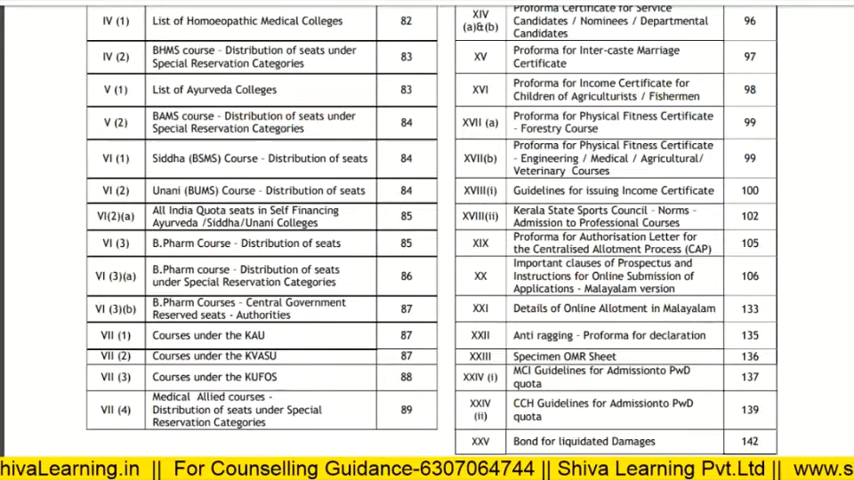 IV (1) List of Homoeopathic Medical Colleges 82
IV (2) BHMS course - Distribution of seats under
Special Reservation Categories 83
V (1) List of Ayurveda Colleges 83
V (2) BAMS course - Distribution of seats under
Special Reservation Categories 84
VI (1) Siddha (BSMS) Course - Distribution of seats 84
VI (2) Unani (BUMS) Course - Distribution of seats 84
VI(2)(a) All India Quota seats in Self Financing
Ayurveda /Siddha/Unani Colleges 85
VI (3) B.Pharm Course - Distribution of seats 85
VI (3)(a) B.Pharm course - Distribution of seats
under Special Reservation Categories 86
VI (3)(b) B.Pharm Courses - Central Government
Reserved seats - Authorities 87
VII (1) Courses under the KAU 87
VII (2) Courses under the KVASU 87
VII (3) Courses under the KUFOS 88
VII (4) Medical Allied courses -
Distribution of seats under Special
Reservation Categories 89
XIV
(a)&(b) Proforma Certificate for Service
Candidates / Nominees / Departmental
Candidates 96
XV Proforma for Inter-caste Marriage
Certificate 97
XVI Proforma for Income Certificate for
Children of Agriculturists / Fishermen 98
XVII (a) Proforma for Physical Fitness Certificate
- Forestry Course 99
XVII(b) Proforma for Physical Fitness Certificate
- Engineering / Medical / Agricultural/
Veterinary Courses 99
XVIII(i) Guidelines for issuing Income Certificate 100
XVIII(ii) Kerala State Sports Council - Norms -
Admission to Professional Courses 102
XIX Proforma for Authorisation Letter for
the Centralised Allotment Process (CAP) 105
XX Important clauses of Prospectus and
Instructions for Online Submission of
Applications - Malayalam version 106
XXI Details of Online Allotment in Malayalam 133
XXII Anti ragging - Proforma for declaration 135
XXIII Specimen OMR Sheet 136
XXIV (i) MCI Guidelines for Admissionto PwD
quota 137
XXIV
(ii) CCH Guidelines for Admissionto PwD
quota 139
XXV Bond for liquidated Damages 142
hivaLearning.in || For Counselling Guidance-6307064744 || Shiva Learning Pvt.Ltd || www.s